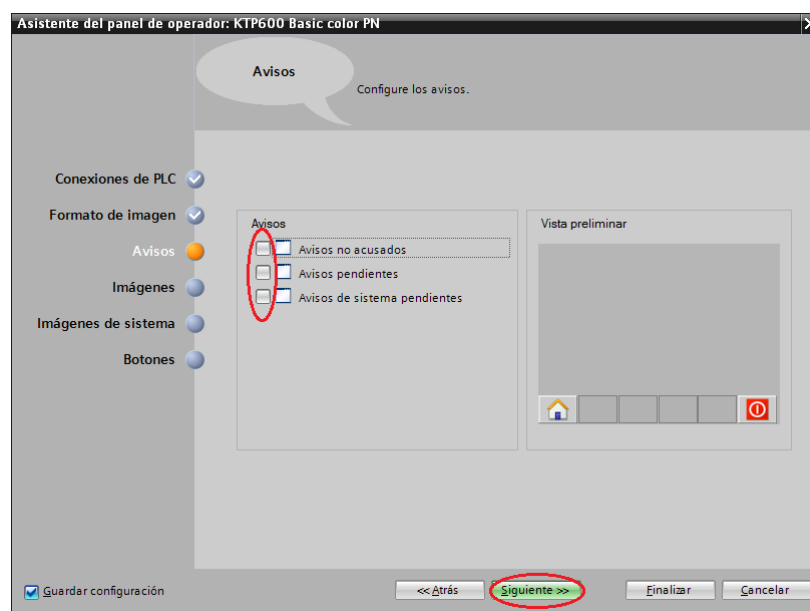 Asistente del panel de operador: KTP600 Basic color PN
Avisos
Configure los avisos.
Conexiones de PLC
Formato de imagen
Avisos
Imágenes
Imágenes de sistema
Botones
Avisos
Avisos no acusados
Avisos pendientes
Avisos de sistema pendientes
Vista preliminar
Guardar configuración
<< Atrás
Siguiente >>
Finalizar
Cancelar